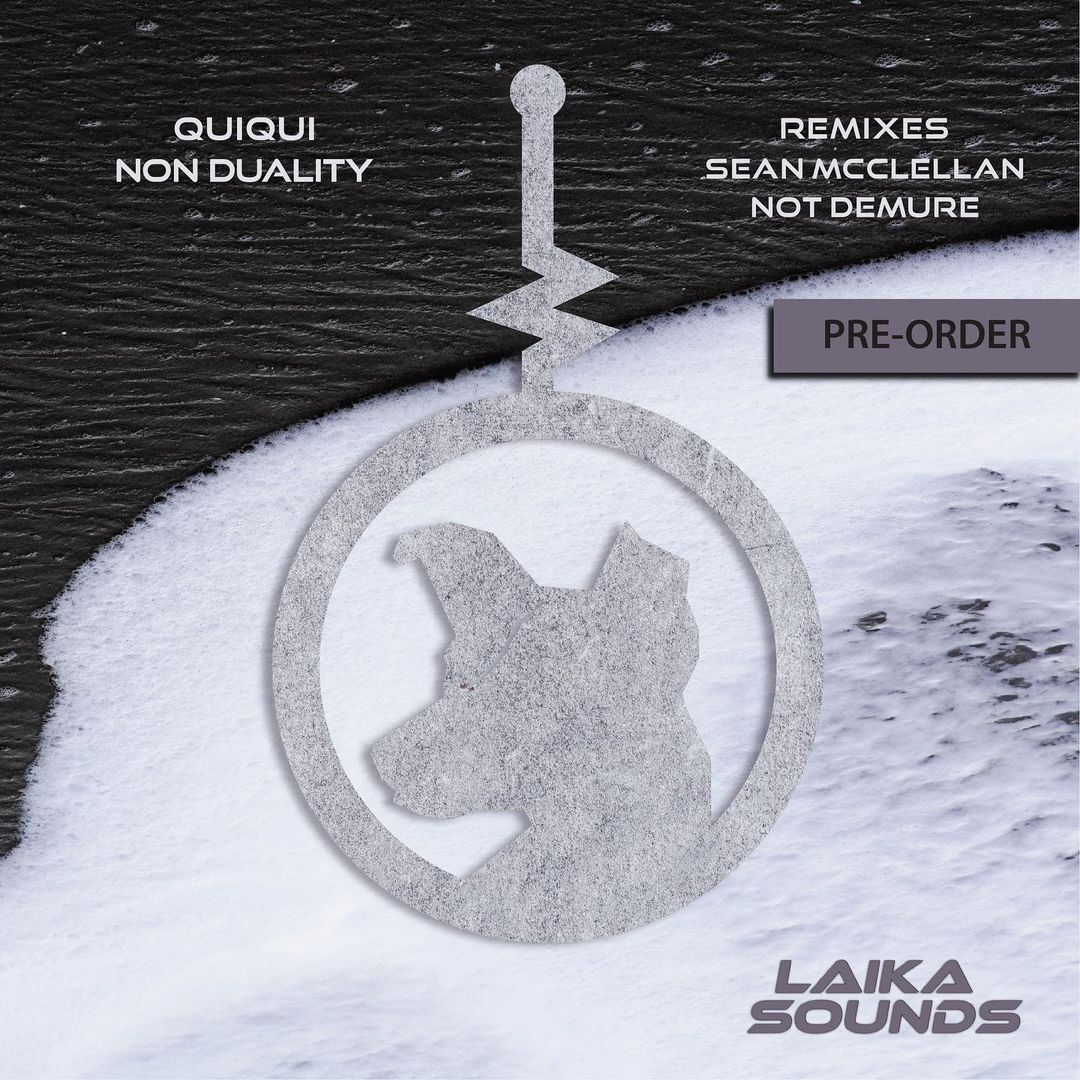 QUIQUI
NON DUALITY
REMIXES
SEAN MCCLELLAN
NOT DEMURE
PRE-ORDER
LAIKA
SOUNDS